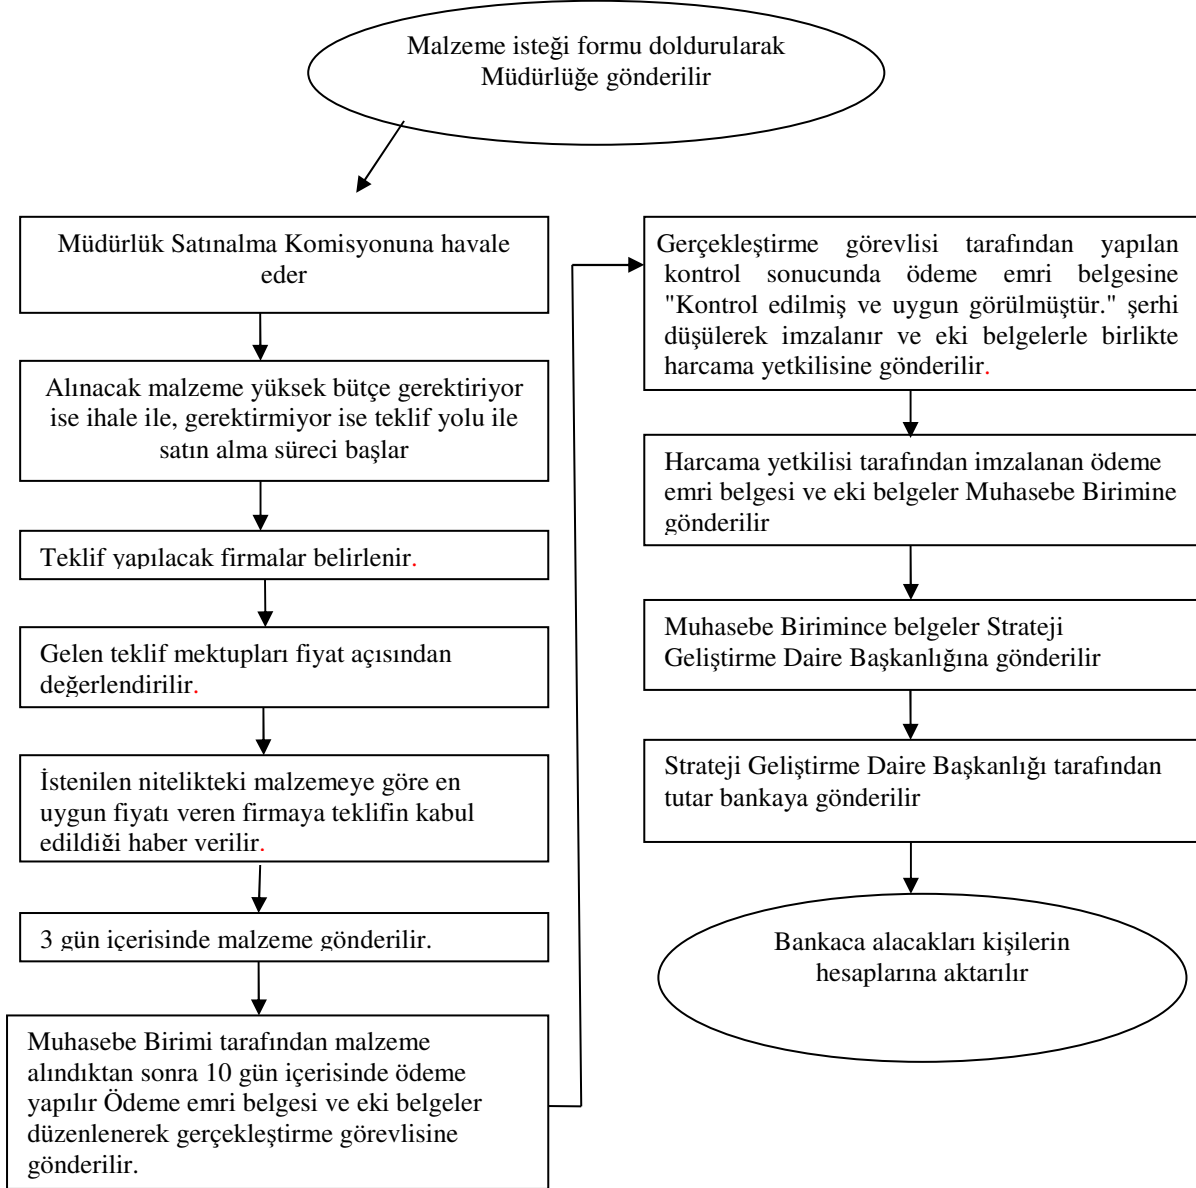 Malzeme isteği formu doldurularak
Müdürlüğe gönderilir
Müdürlük Satınalma Komisyonuna havale
eder
Alınacak malzeme yüksek bütçe gerektiriyor
ise ihale ile, gerektirmiyor ise teklif yolu ile
satın alma süreci başlar
Teklif yapılacak firmalar belirlenir.
Gelen teklif mektupları fiyat açısından
değerlendirilir.
İstenilen nitelikteki malzemeye göre en
uygun fiyatı veren firmaya teklifin kabul
edildiği haber verilir.
3 gün içerisinde malzeme gönderilir.
Muhasebe Birimi tarafından malzeme
alındıktan sonra 10 gün içerisinde ödeme
yapılır Ödeme emri belgesi ve eki belgeler
düzenlenerek gerçekleştirme görevlisine
gönderilir.
Gerçekleştirme görevlisi tarafından yapılan
kontrol sonucunda ödeme emri belgesine
"Kontrol edilmiş ve uygun görülmüştür." şerhi
düşülerek imzalanır ve eki belgelerle birlikte
harcama yetkilisine gönderilir.
Harcama yetkilisi tarafından imzalanan ödeme
emri belgesi ve eki belgeler Muhasebe Birimine
gönderilir
Muhasebe Birimince belgeler Strateji
Geliştirme Daire Başkanlığına gönderilir
Strateji Geliştirme Daire Başkanlığı tarafından
tutar bankaya gönderilir
Bankaca alacakları kişilerin
hesaplarına aktarılır